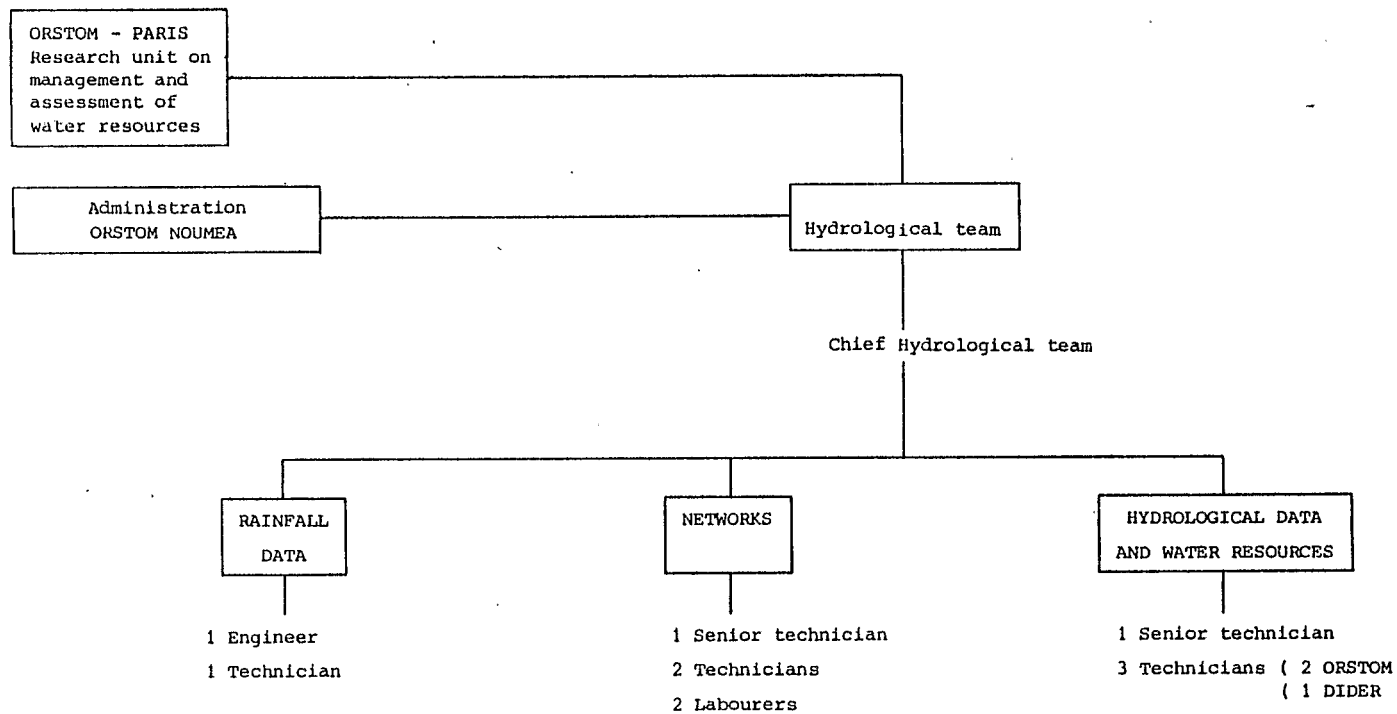 ORSTOM - PARIS
Research unit on
management and
assessment of
water resources
Administration
ORSTOM NOUMEA
Hydrological team
Chief Hydrological team
RAINFALL
DATA
NETWORKS
HYDROLOGICAL DATA
AND WATER RESOURCES
1 Engineer
1 Technician
1 Senior technician
2 Technicians
2 Labourers
1 Senior technician
3 Technicians ( 2 ORSTOM
( 1 DIDER